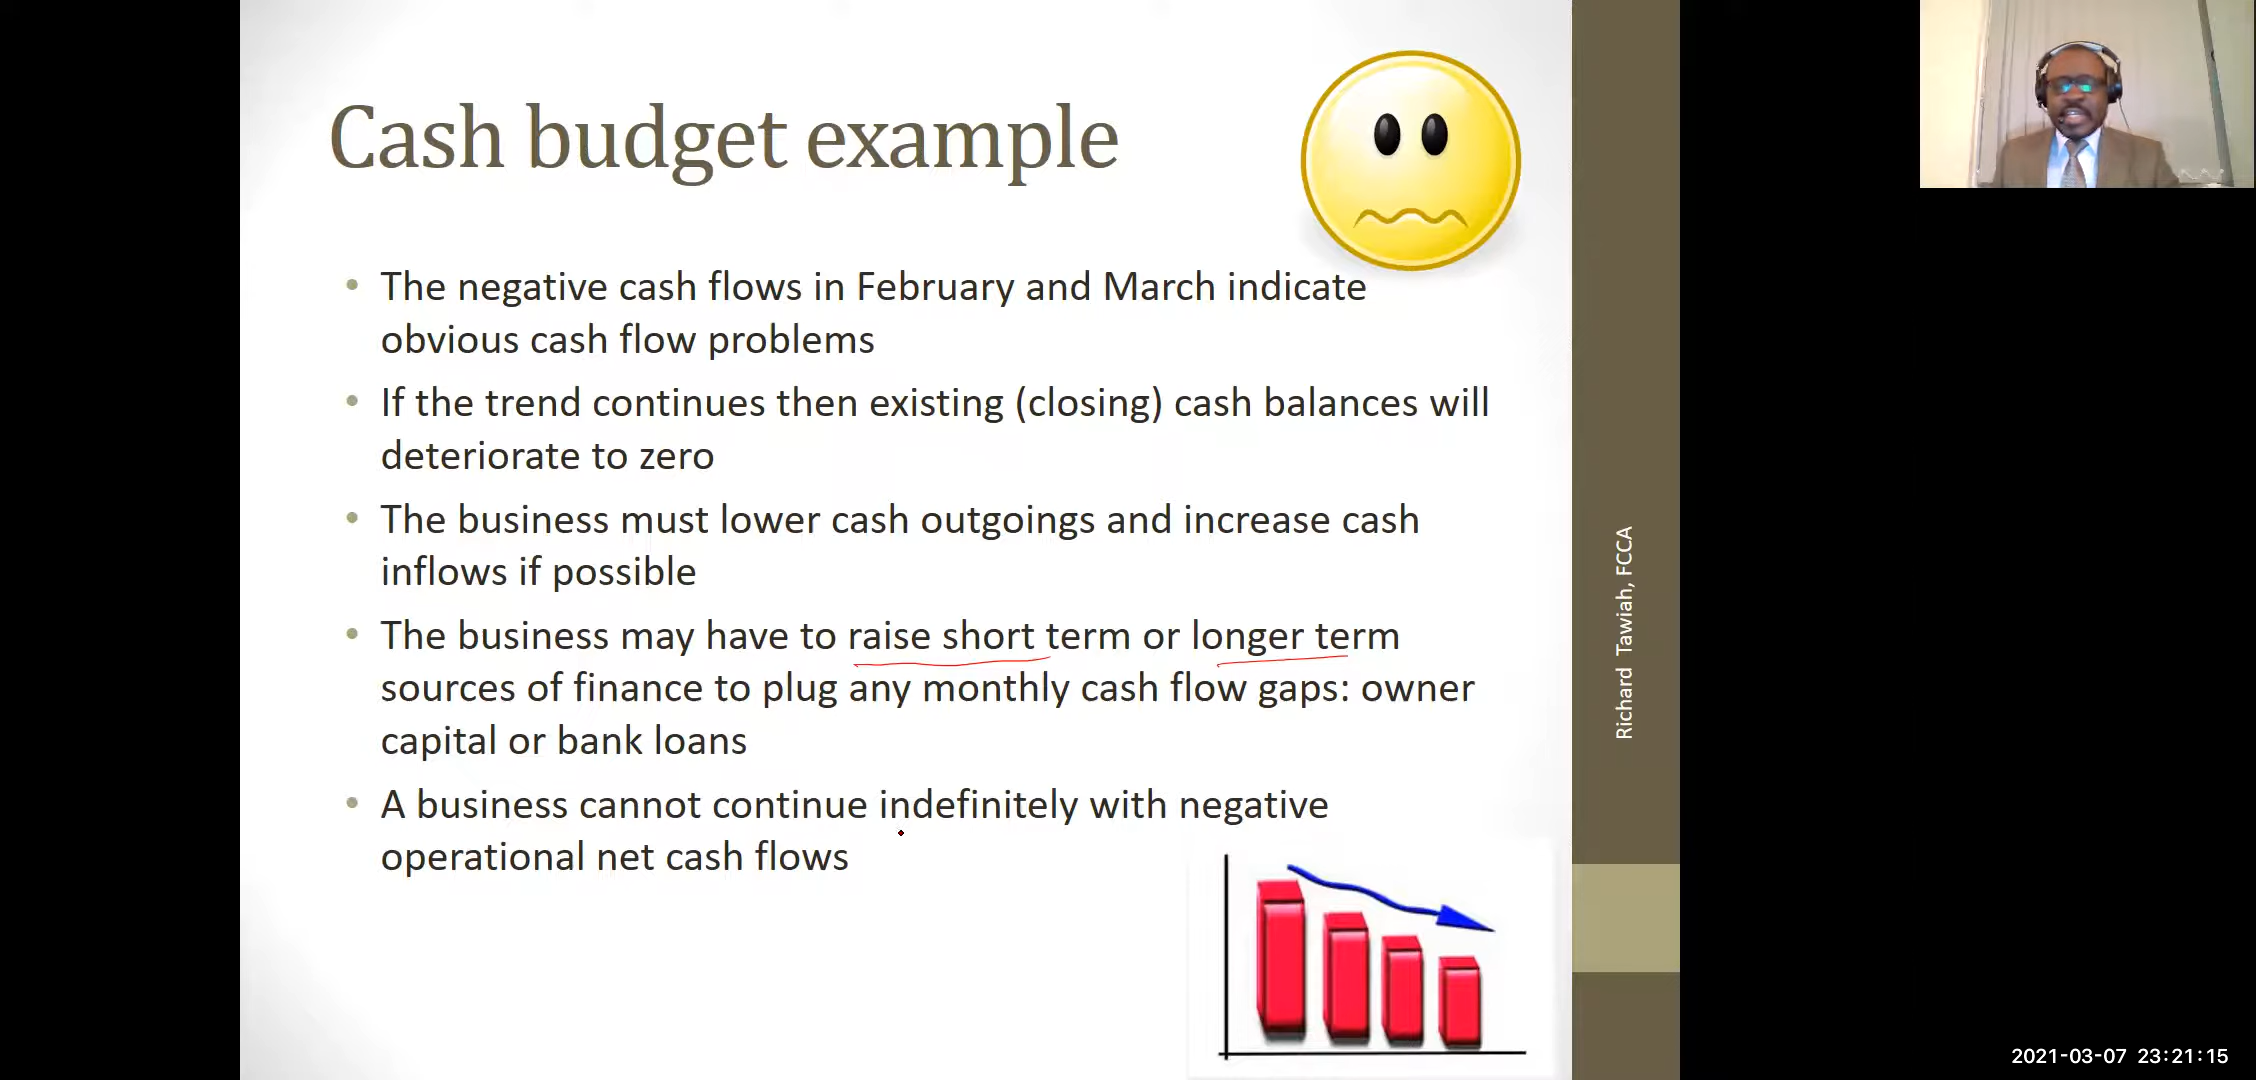 Cash budget example
The negative cash flows in February and March indicate
obvious cash flow problems
If the trend continues then existing (closing) cash balances will
deteriorate to zero
The business must lower cash outgoings and increase cash
inflows if possible
The business may have to raise short term or longer term
sources of finance to plug any monthly cash flow gaps: owner
capital or bank loans
A business cannot continue indefinitely with negative
operational net cash flows
Richard Tawiah, FCCA
2021-03-07 23:21:15